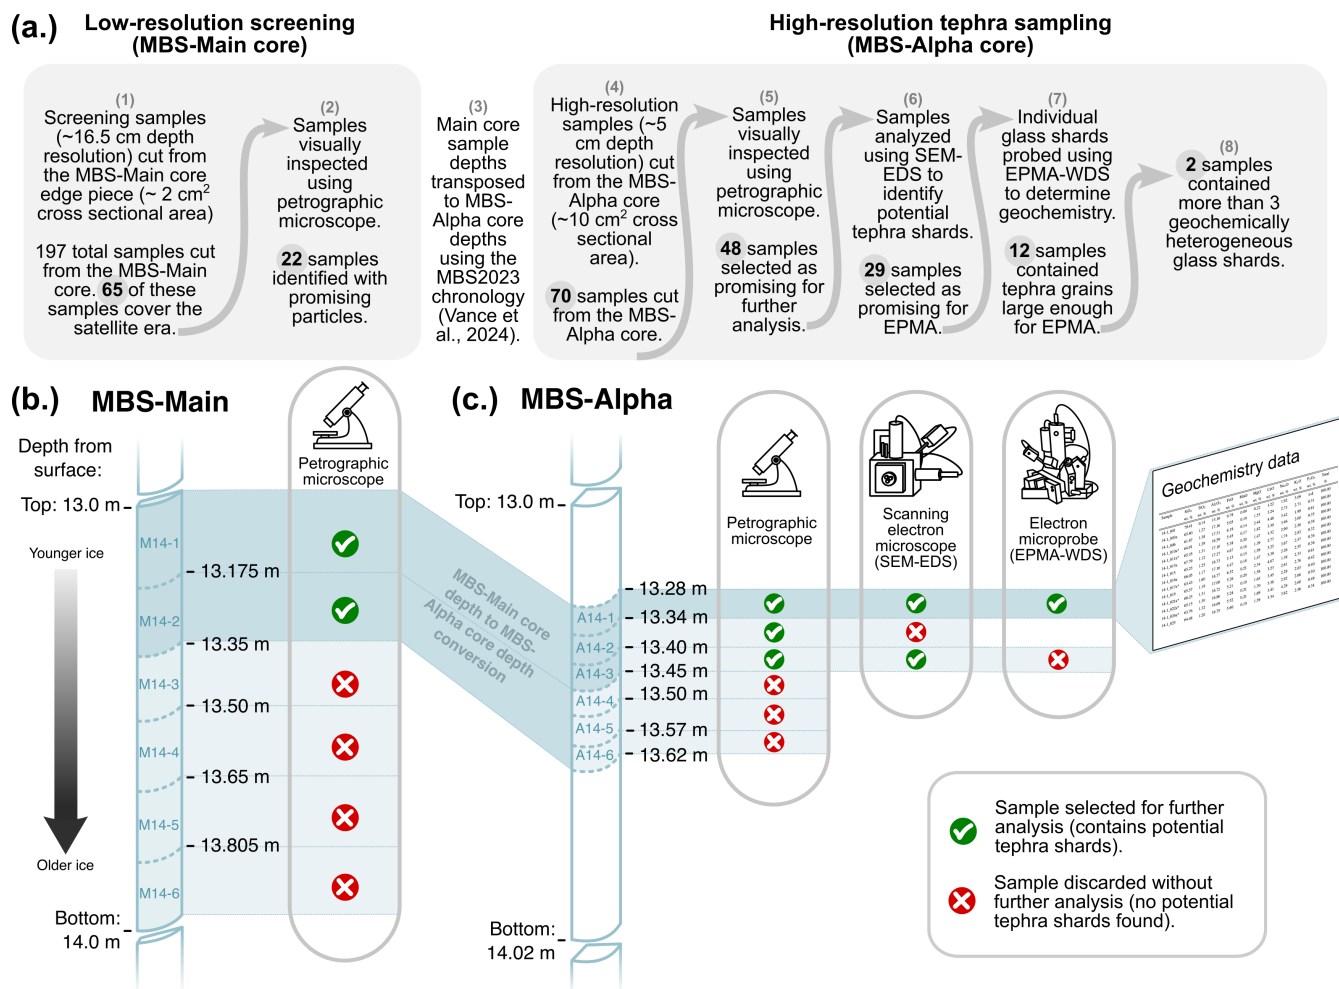 (a.)
Low-resolution screening
(MBS-Main core)
High-resolution tephra sampling
(MBS-Alpha core)
(1)
Screening samples
(~16.5 cm depth
resolution) cut from
the MBS-Main core
edge piece (~ 2 cm²
cross sectional area)
197 total samples cut
from the MBS-Main
core. 65 of these
samples cover the
satellite era.
(2)
Samples
visually
inspected
using
petrographic
microscope.
22 samples
identified with
promising
particles.
(3)
Main core
sample
depths
transposed
to MBS-
Alpha core
depths
using the
MBS2023
chronology
(Vance et
al., 2024).
(4)
High-resolution
samples (~5
cm depth
resolution) cut
from the MBS-
Alpha core
(~10 cm² cross
sectional
area).
70 samples cut
from the MBS-
Alpha core.
(5)
Samples
visually
inspected
using
petrographic
microscope.
48 samples
selected as
promising for
further
analysis.
(6)
Samples
analyzed
using SEM-
EDS to
identify
potential
tephra shards.
29 samples
selected as
promising for
EPMA.
(7)
Individual
glass shards
probed using
EPMA-WDS
to determine
geochemistry.
12 samples
contained
tephra grains
large enough
for EPMA.
(8)
2 samples
contained
more than 3
geochemically
heterogeneous
glass shards.
(b.) MBS-Main
Depth from
surface:
Top: 13.0 m
Younger ice
Older ice
Bottom:
14.0 m
M14-1
13.175 m
M14-2
13.35 m
M14-3
13.50 m
M14-4
13.65 m
M14-5
13.805 m
M14-6
Petrographic
microscope
MBS-Main core
depth to MBS-
Alpha core depth
conversion
(c.) MBS-Alpha
Top: 13.0 m
13.28 m
A14-1
13.34 m
A14-2
13.40 m
A14-3
13.45 m
A14-4
13.50 m
A14-5
13.57 m
A14-6
13.62 m
Bottom:
14.02 m
Petrographic
microscope
Scanning
electron
microscope
(SEM-EDS)
Electron
microprobe
(EPMA-WDS)
Geochemistry data
Sample selected for further
analysis (contains potential
tephra shards).
Sample discarded without
further analysis (no potential
tephra shards found).